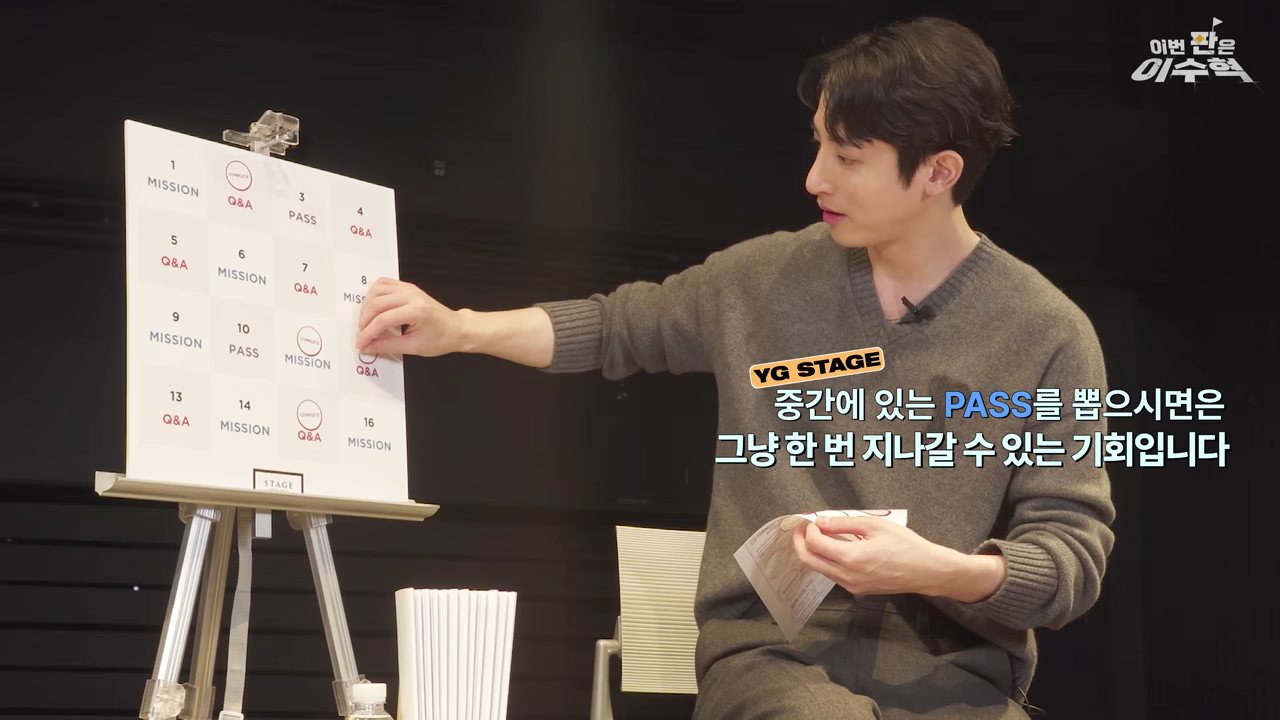 이번 판은
이수혁
1
MISSION
COMPLETE
Q&A
3
PASS
4
Q&A
5
Q&A
6
MISSION
7
Q&A
8
9
MISSION
10
PASS
COMPLETE
MISSION
Q&A
13
Q&A
14
MISSION
COMPLETE
Q&A
16
MISSION
STAGE
YG STAGE
중간에 있는 PASS를 뽑으시면은
그냥 한 번 지나갈 수 있는 기회입니다